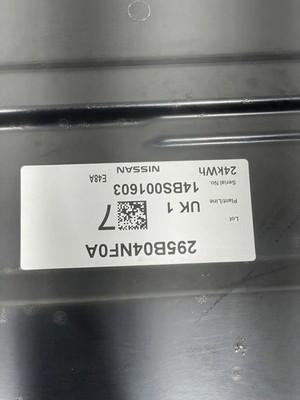 295B04NF0A
Lot
Plant/Line UK 1 7
Serial No. 14BS001603
24kWh NISSAN E48A